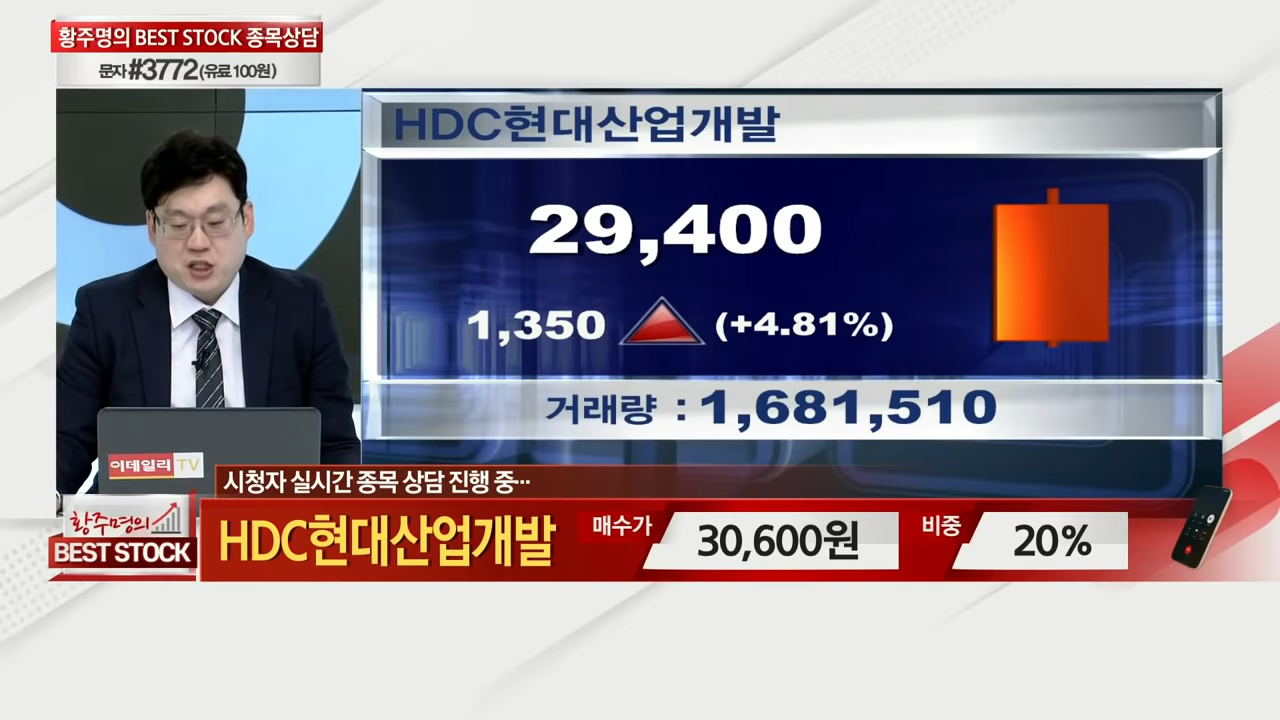 황주명의 BEST STOCK 종목상담
문자 #3772 (유료 100원)
HDC현대산업개발
29,400
1,350 (+4.81%)
거래량 : 1,681,510
이데일리 TV
시청자 실시간 종목 상담 진행 중…
황주명의
BEST STOCK
HDC현대산업개발 매수가 30,600원 비중 20%